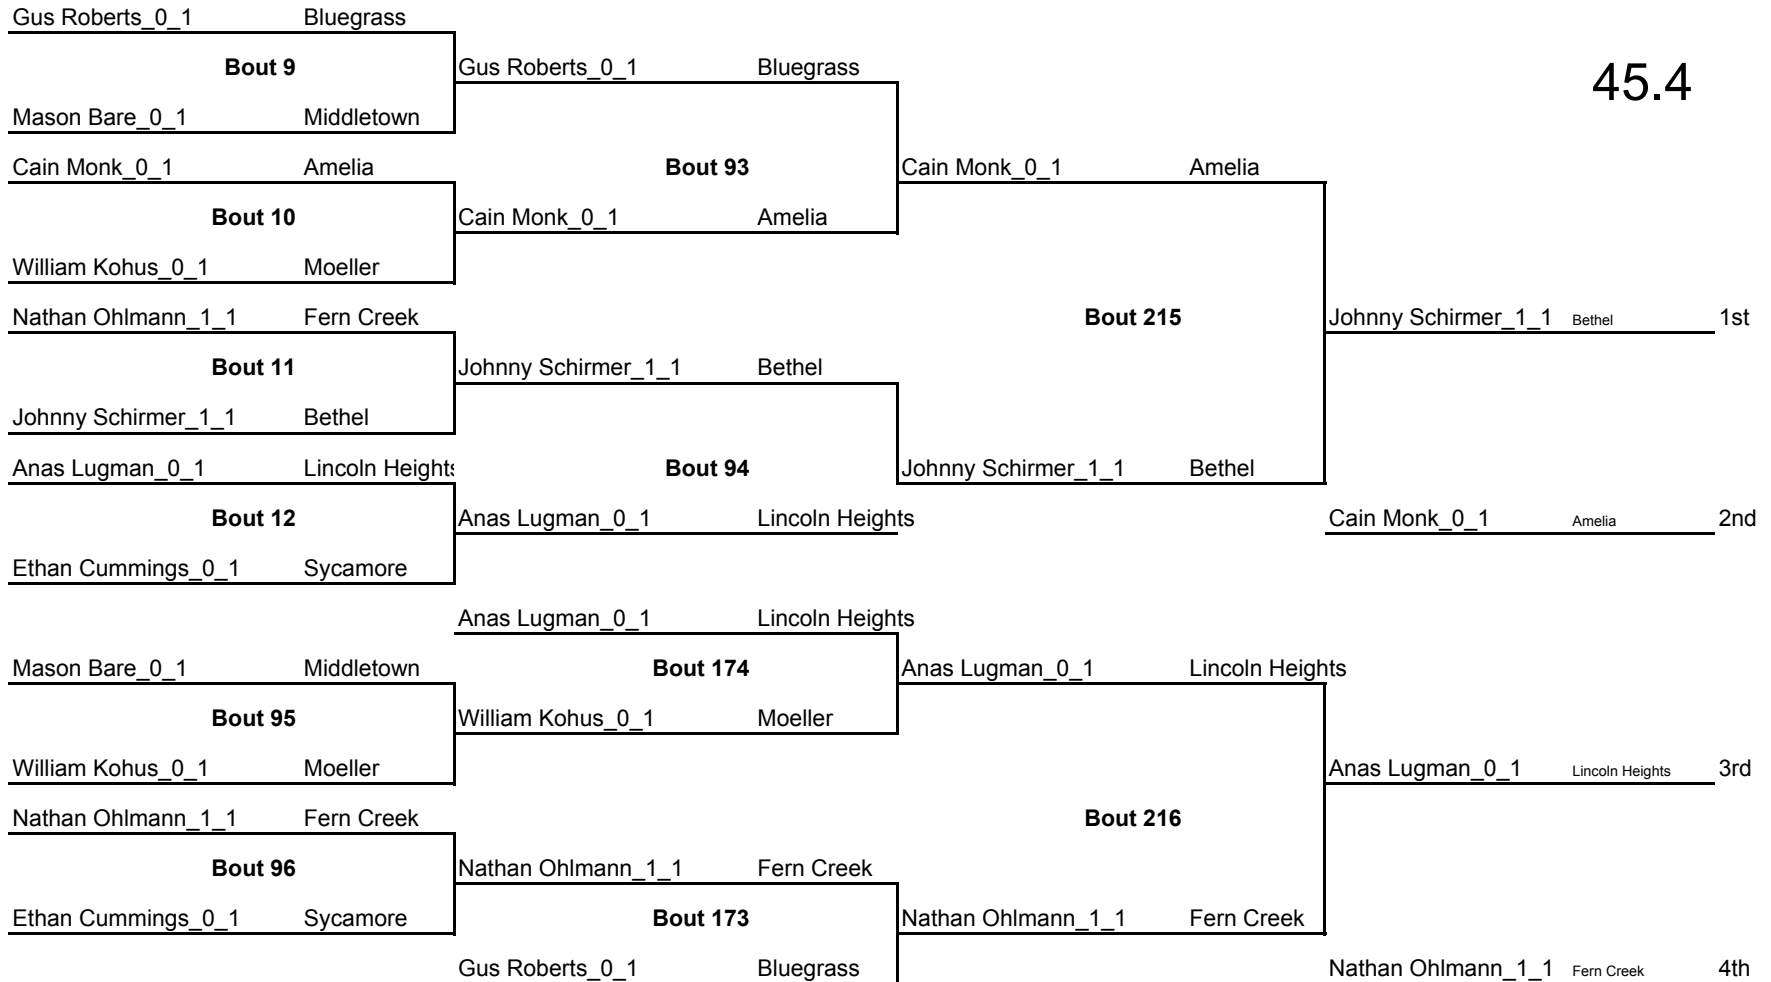 Gus Roberts_0_1 Bluegrass
Bout 9 Gus Roberts_0_1 Bluegrass
45.4
Mason Bare_0_1 Middletown
Cain Monk_0_1 Amelia Bout 93 Cain Monk_0_1 Amelia
Bout 10 Cain Monk_0_1 Amelia
William Kohus_0_1 Moeller
Nathan Ohlmann_1_1 Fern Creek Bout 215 Johnny Schirmer_1_1 Bethel 1st
Bout 11 Johnny Schirmer_1_1 Bethel
Johnny Schirmer_1_1 Bethel
Anas Lugman_0_1 Lincoln Heights Bout 94 Johnny Schirmer_1_1 Bethel
Bout 12 Anas Lugman_0_1 Lincoln Heights Cain Monk_0_1 Amelia 2nd
Ethan Cummings_0_1 Sycamore
Anas Lugman_0_1 Lincoln Heights
Mason Bare_0_1 Middletown Bout 174 Anas Lugman_0_1 Lincoln Heights
Bout 95 William Kohus_0_1 Moeller
William Kohus_0_1 Moeller Anas Lugman_0_1 Lincoln Heights 3rd
Nathan Ohlmann_1_1 Fern Creek Bout 216
Bout 96 Nathan Ohlmann_1_1 Fern Creek
Ethan Cummings_0_1 Sycamore Bout 173 Nathan Ohlmann_1_1 Fern Creek
Gus Roberts_0_1 Bluegrass Nathan Ohlmann_1_1 Fern Creek 4th